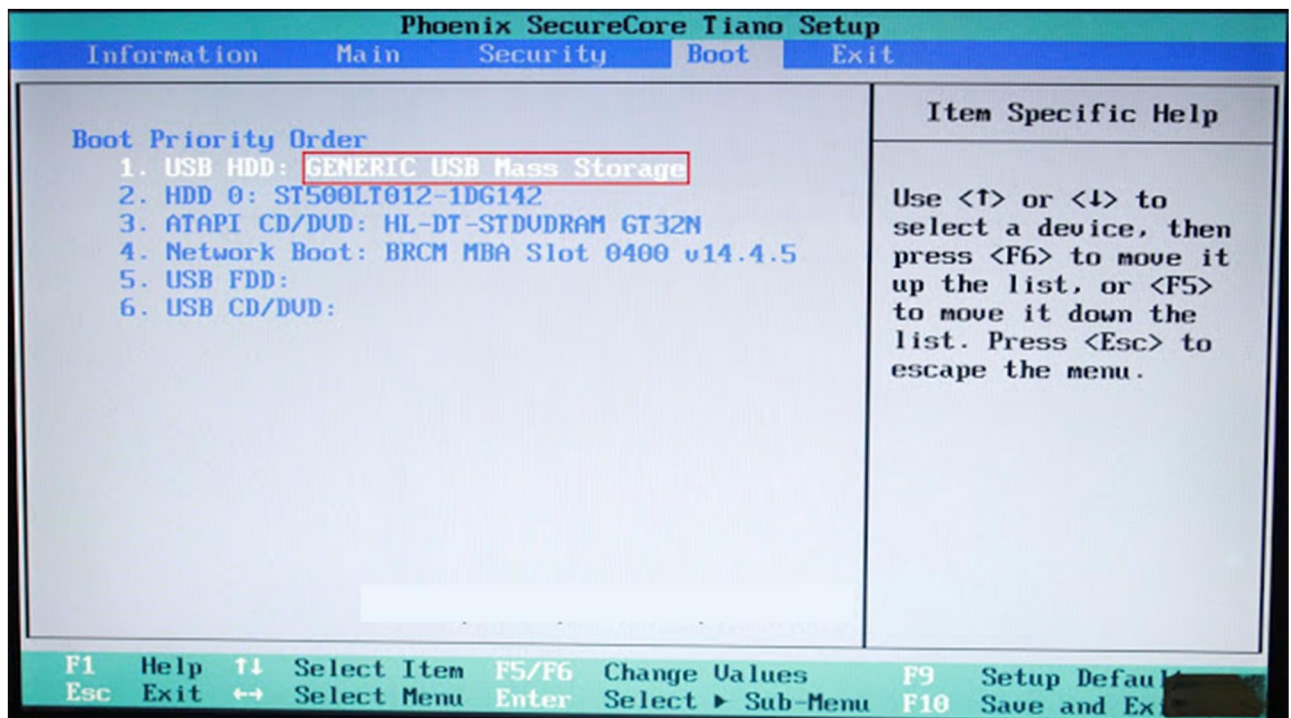 Phoenix SecureCore Tiano Setup
Information Main Security Boot Exit
Boot Priority Order
1. USB HDD: GENERIC USB Mass Storage
2. HDD 0: ST500LT012-1DG142
3. ATAPI CD/DVD: HL-DT-STDVDRAM GT32N
4. Network Boot: BRCM MBA Slot 0400 v14.4.5
5. USB FDD:
6. USB CD/DVD:
Item Specific Help
Use <↑> or <↓> to
select a device, then
press <F6> to move it
up the list, or <F5>
to move it down the
list. Press <Esc> to
escape the menu.
F1 Help ↑↓ Select Item F5/F6 Change Values F9 Setup
Esc Exit ↔ Select Menu Enter Select ▶ Sub-Menu F10 Save and